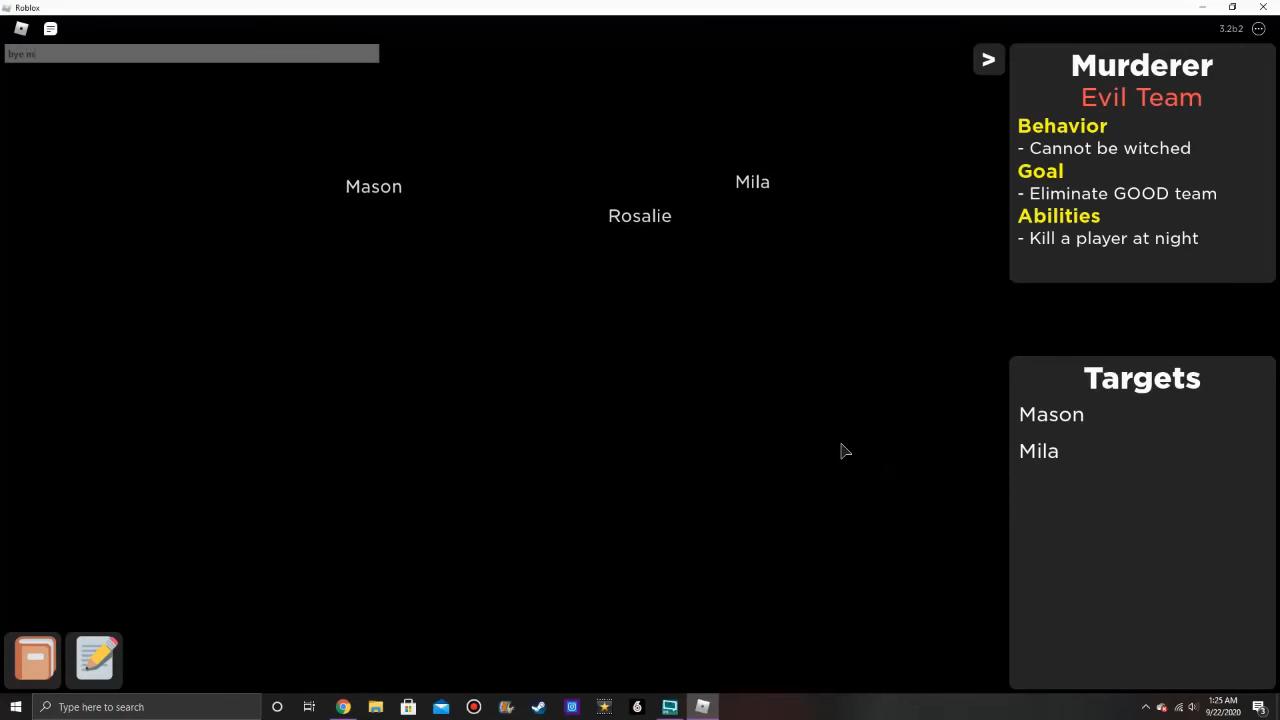 Roblox
3.2b2
bye m
>
Murderer
Evil Team
Behavior
- Cannot be witched
Goal
- Eliminate GOOD team
Abilities
- Kill a player at night
Mason
Mila
Rosalie
Targets
Mason
Mila
Type here to search
1:25 AM
9/22/2020